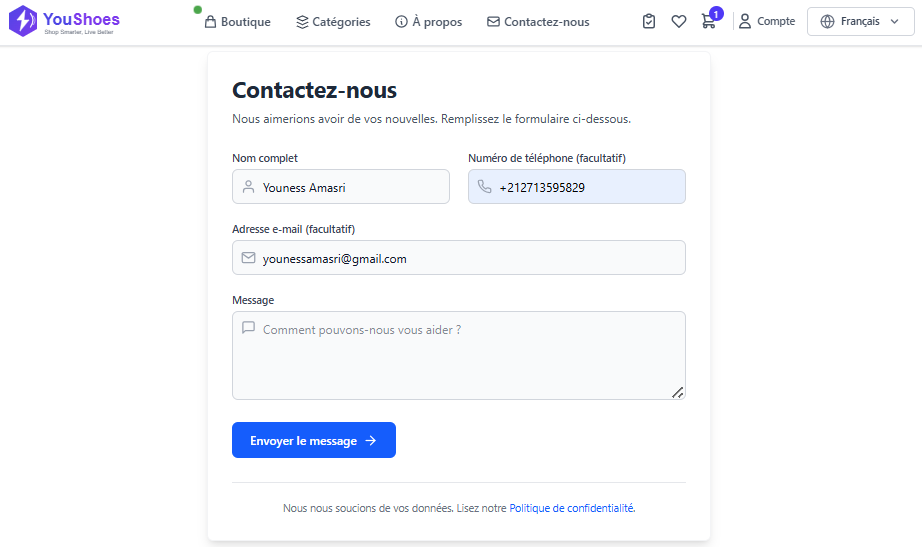 YouShoes
Shop Smarter, Live Better
Boutique
Catégories
À propos
Contactez-nous
1
Compte
Français
Contactez-nous
Nous aimerions avoir de vos nouvelles. Remplissez le formulaire ci-dessous.
Nom complet
Numéro de téléphone (facultatif)
Youness Amasri
+212713595829
Adresse e-mail (facultatif)
younessamasri@gmail.com
Message
Comment pouvons-nous vous aider ?
Envoyer le message
Nous nous soucions de vos données. Lisez notre Politique de confidentialité.